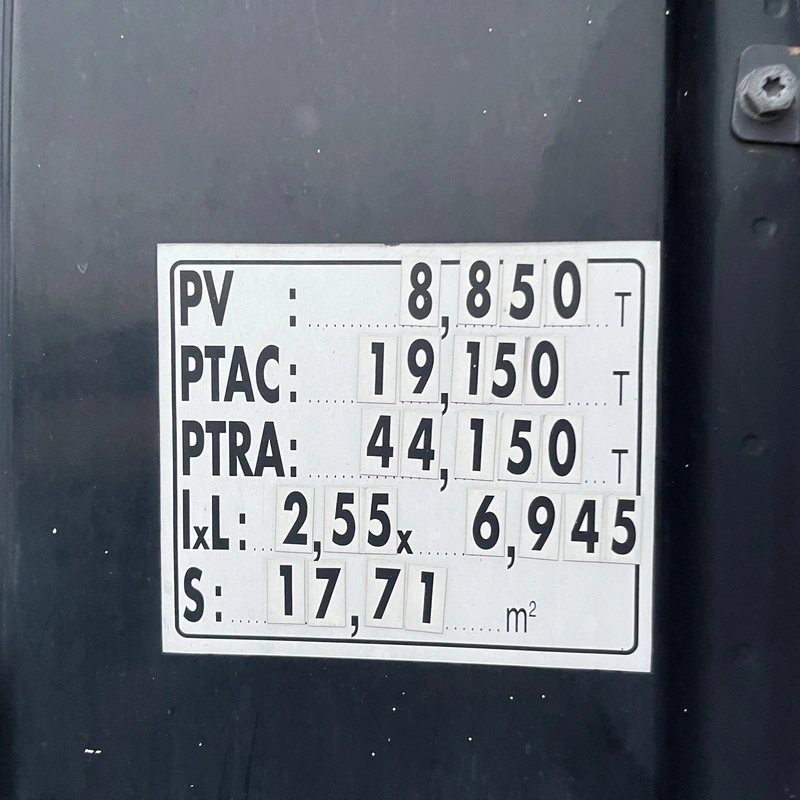 PV : 8,850 T
PTAC: 19,150 T
PTRA: 44,150 T
lxL: 2,55x 6,945
S: 17,71 m²